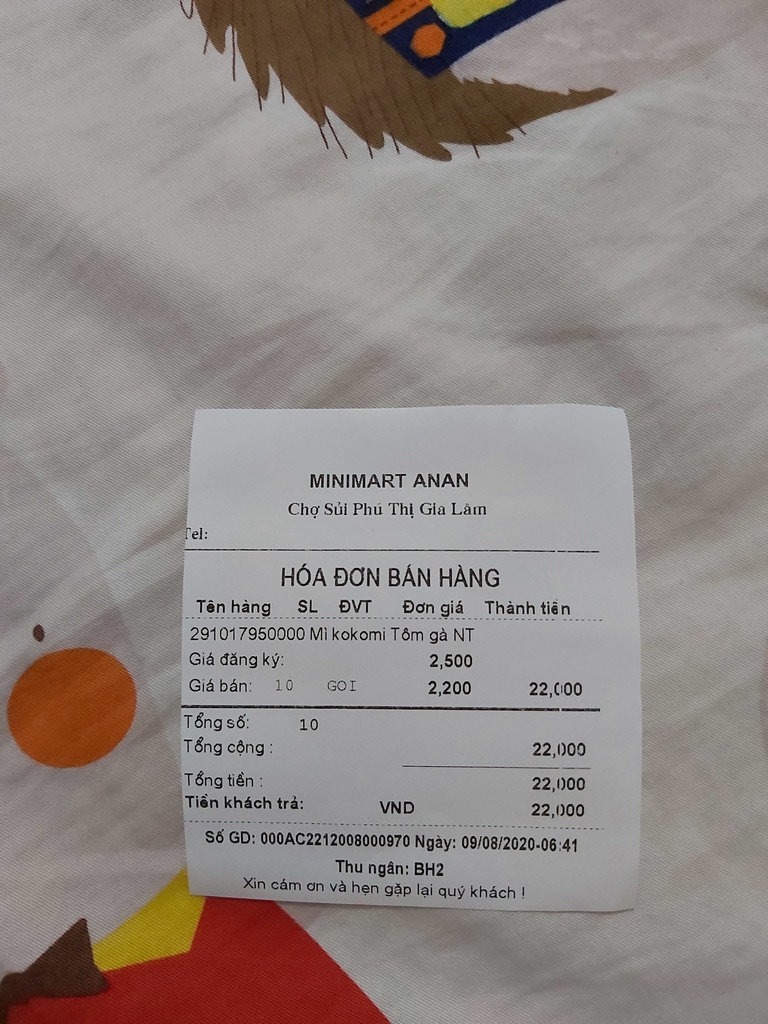 MINIMART ANAN
Chợ Sủi Phú Thị Gia Lâm
Tel:
HÓA ĐƠN BÁN HÀNG
Tên hàng SL ĐVT Đơn giá Thành tiền
291017950000 Mì kokomi Tôm gà NT
Giá đăng ký: 2,500
Giá bán: 10 GOI 2,200 22,000
Tổng số: 10
Tổng cộng : 22,000
Tổng tiền : 22,000
Tiền khách trả: VND 22,000
Số GD: 000AC2212008000970 Ngày: 09/08/2020-06:41
Thu ngân: BH2
Xin cám ơn và hẹn gặp lại quý khách !